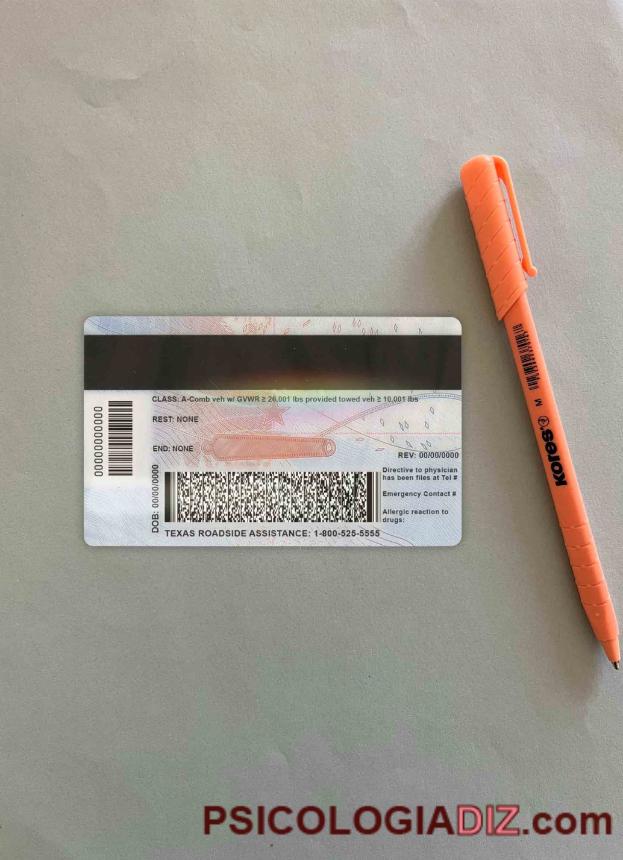 CLASS: A-Comb veh w/ GVWR ≥ 26,001 lbs provided towed veh ≥ 10,001 lbs
REST: NONE
END: NONE
REV: 00/00/0000
00000000000
DOB: 00/00/0000
Directive to physician
has been files at Tel #
Emergency Contact #
Allergic reaction to
drugs:
TEXAS ROADSIDE ASSISTANCE: 1-800-525-5555
M
Kores
PSICOLOGIADIZ.com